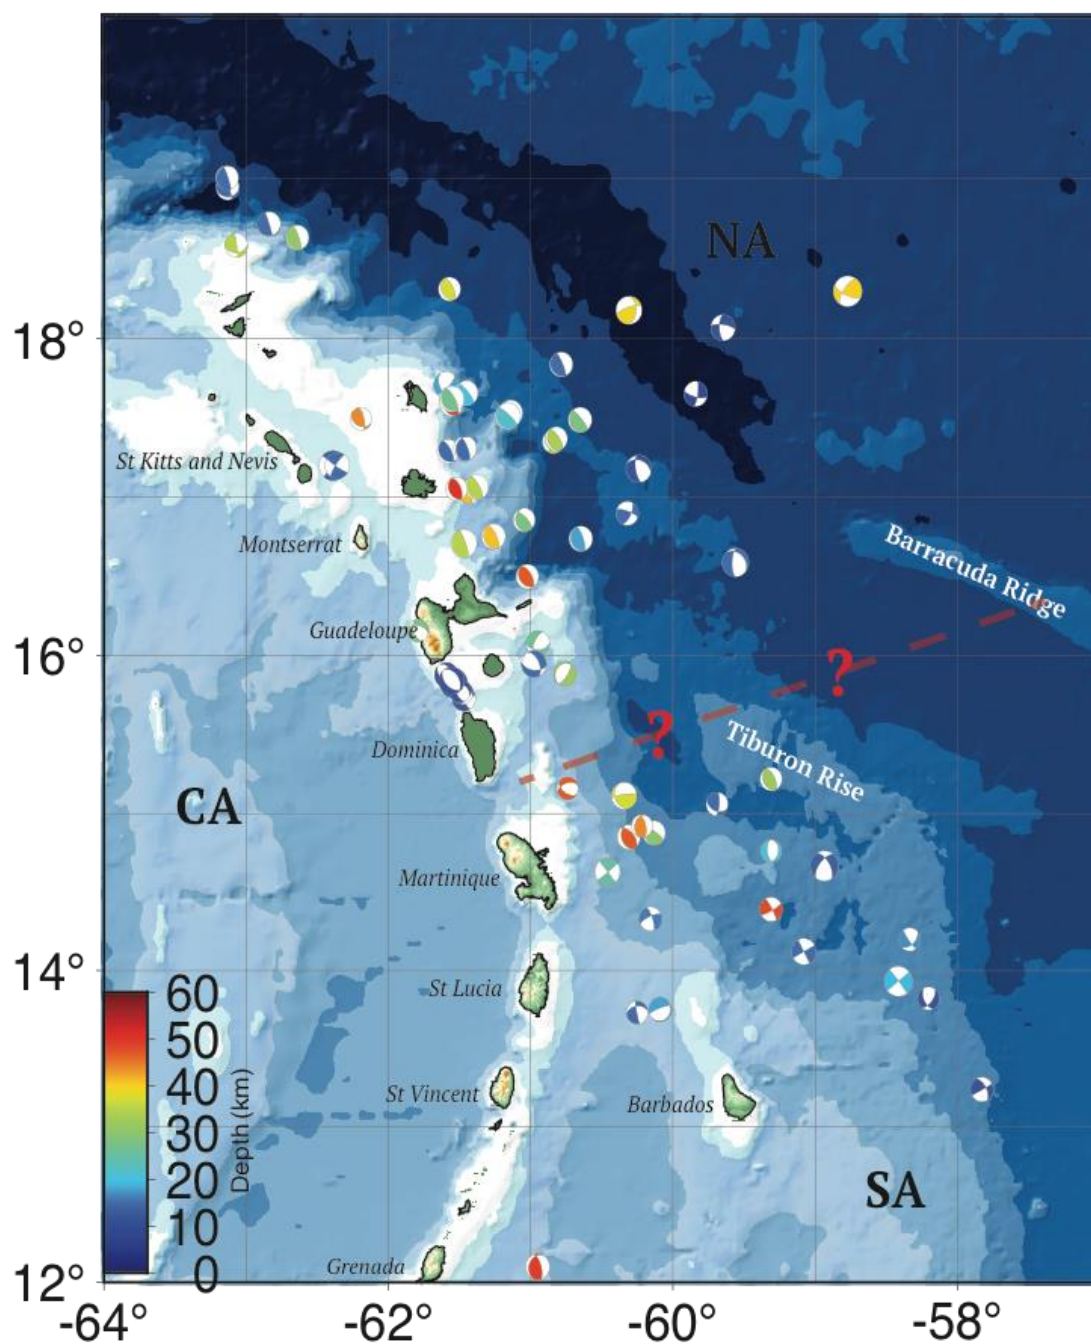 NA
18°
St Kitts and Nevis
Montserrat
Barracuda Ridge
Guadeloupe
16°
?
?
Tiburon Rise
Dominica
CA
Martinique
14°
St Lucia
60
50
40
30
20
10
0
Depth (km)
St Vincent
Barbados
SA
Grenada
12°
-64°
-62°
-60°
-58°